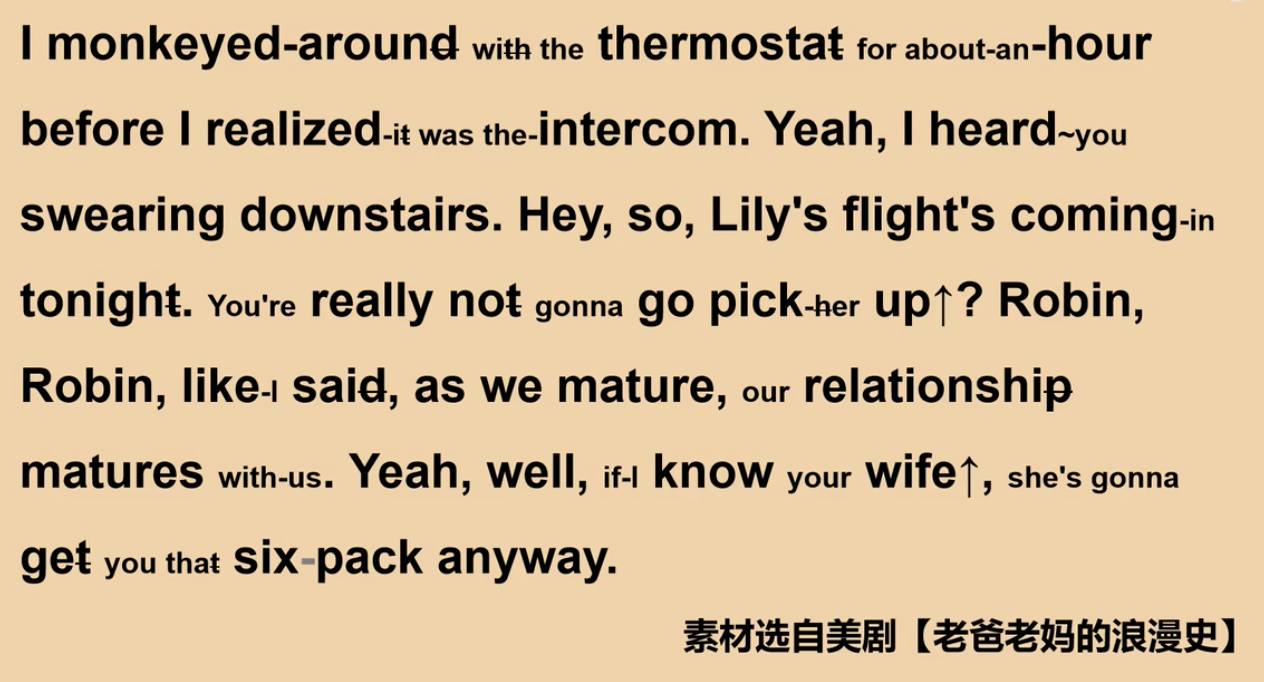 I monkeyed-around with the thermostat for about-an-hour
before I realized-it was the-intercom. Yeah, I heard~you
swearing downstairs. Hey, so, Lily's flight's coming-in
tonight. You're really not gonna go pick-her up↑? Robin,
Robin, like-I said, as we mature, our relationship
matures with-us. Yeah, well, if-I know your wife↑, she's gonna
get you that six-pack anyway.
素材选自美剧【老爸老妈的浪漫史】